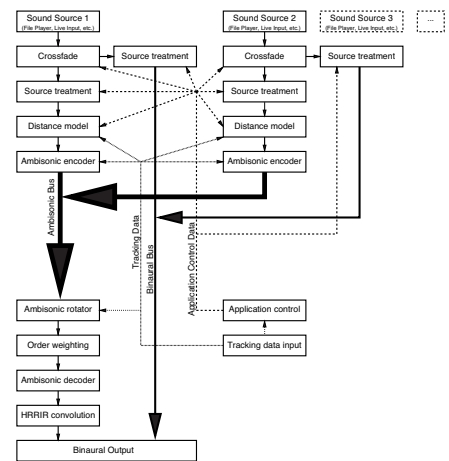 Sound Source 1
(File Player, Live Input, etc.)
Sound Source 2
(File Player, Live Input, etc.)
Sound Source 3
(File Player, Live Input, etc.)
...
Crossfade
Source treatment
Crossfade
Source treatment
Source treatment
Source treatment
Distance model
Distance model
Ambisonic encoder
Ambisonic encoder
Ambisonic Bus
Tracking Data
Binaural Bus
Application Control Data
Ambisonic rotator
Application control
Order weighting
Tracking data input
Ambisonic decoder
HRRIR convolution
Binaural Output